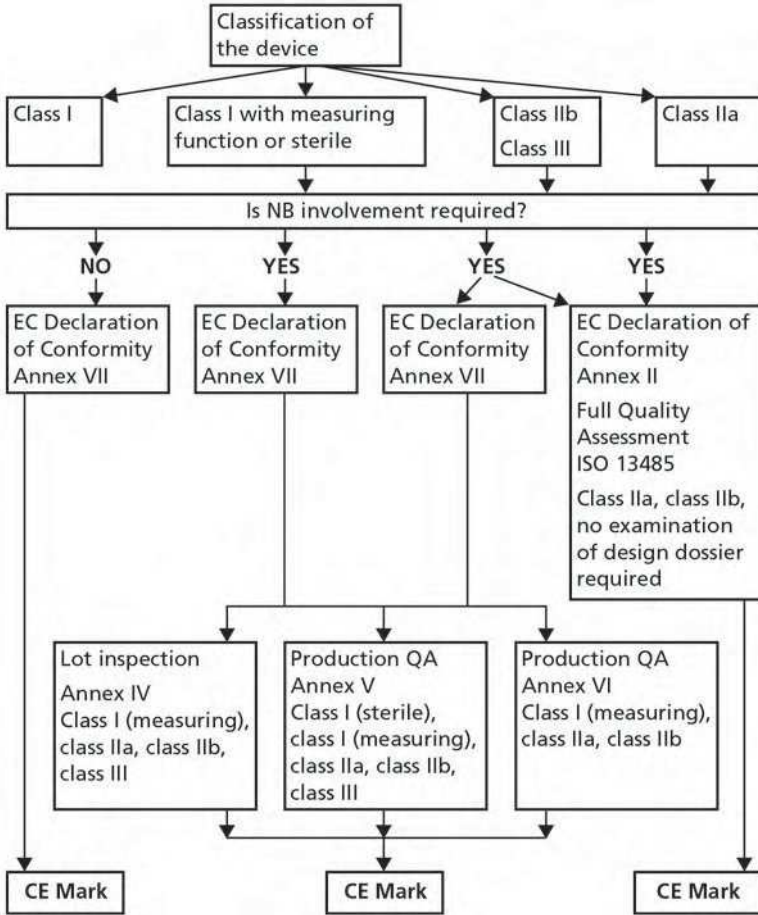 Classification of
the device
Class I
Class I with measuring
function or sterile
Class IIb
Class III
Class IIa
Is NB involvement required?
NO
YES
YES
YES
EC Declaration
of Conformity
Annex VII
EC Declaration
of Conformity
Annex VII
EC Declaration
of Conformity
Annex VII
EC Declaration of
Conformity
Annex II
Full Quality
Assessment
ISO 13485
Class IIa, class IIb,
no examination
of design dossier
required
Lot inspection
Annex IV
Class I (measuring),
class IIa, class IIb,
class III
Production QA
Annex V
Class I (sterile),
class I (measuring),
class IIa, class IIb,
class III
Production QA
Annex VI
Class I (measuring),
class IIa, class IIb
CE Mark
CE Mark
CE Mark